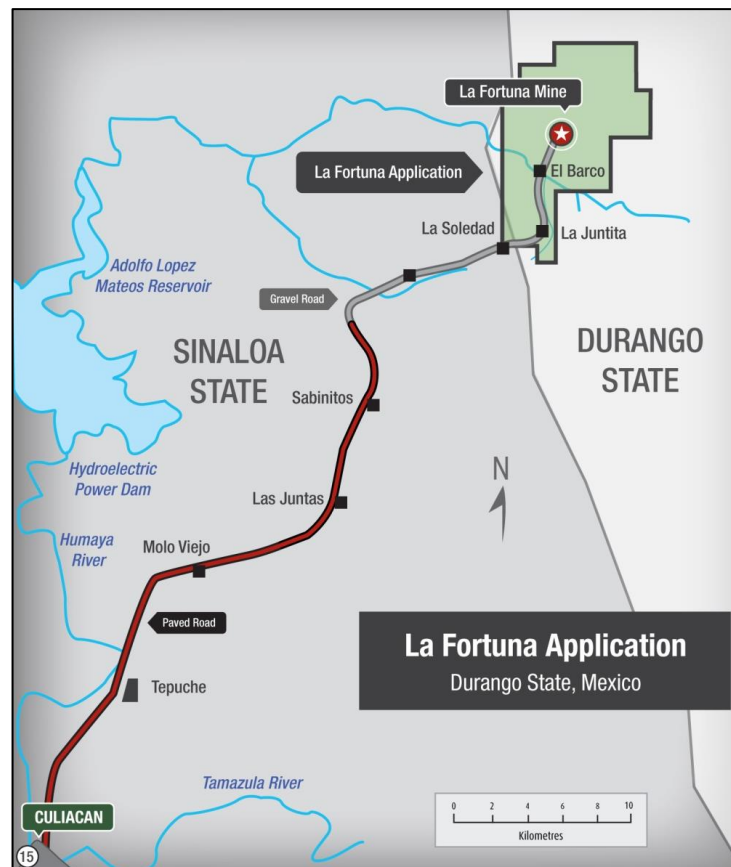 La Fortuna Mine
La Fortuna Application
El Barco
La Soledad
La Juntita
Adolfo Lopez
Mateos Reservoir
Gravel Road
SINALOA
STATE
DURANGO
STATE
Sabinitos
Hydroelectric
Power Dam
N
Las Juntas
Humaya
River
Molo Viejo
Paved Road
La Fortuna Application
Durango State, Mexico
Tepuche
Tamazula River
CULIACAN
0 2 4 6 8 10
Kilometres
15